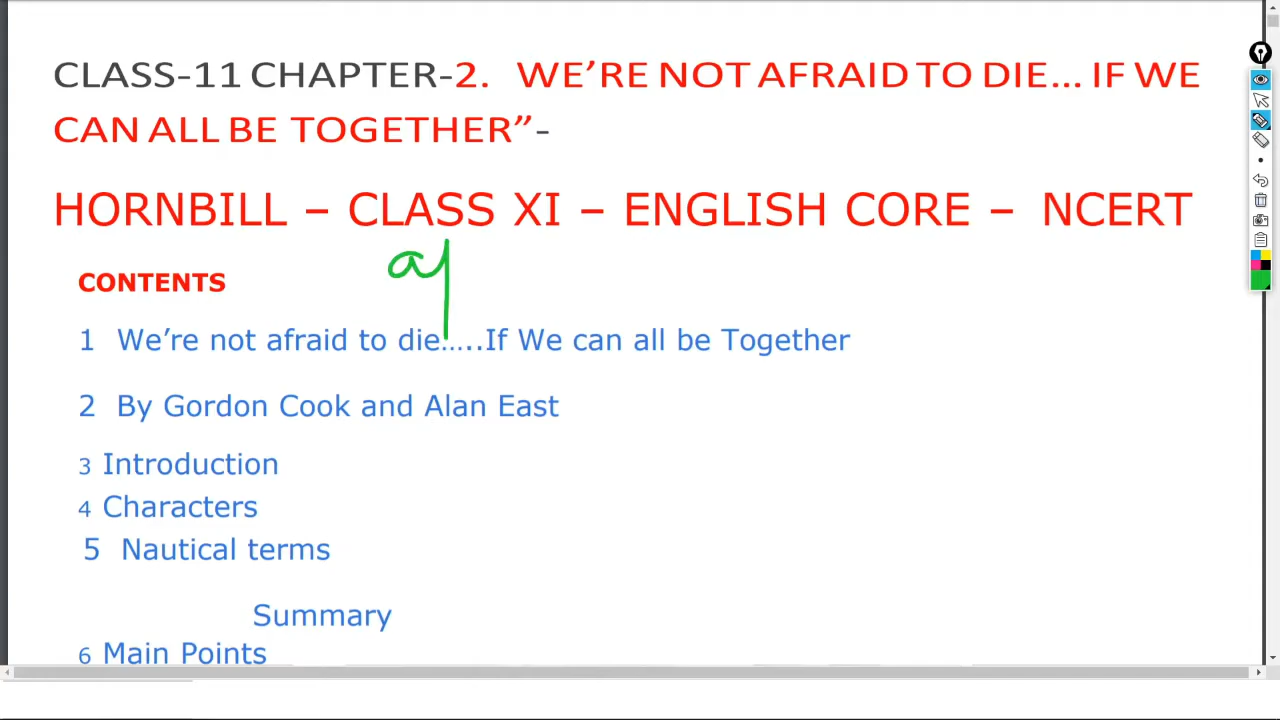 CLASS-11 CHAPTER-2. WE’RE NOT AFRAID TO DIE... IF WE
CAN ALL BE TOGETHER”-
HORNBILL – CLASS XI – ENGLISH CORE – NCERT
CONTENTS
1 We’re not afraid to die…..If We can all be Together
2 By Gordon Cook and Alan East
3 Introduction
4 Characters
5 Nautical terms
Summary
6 Main Points